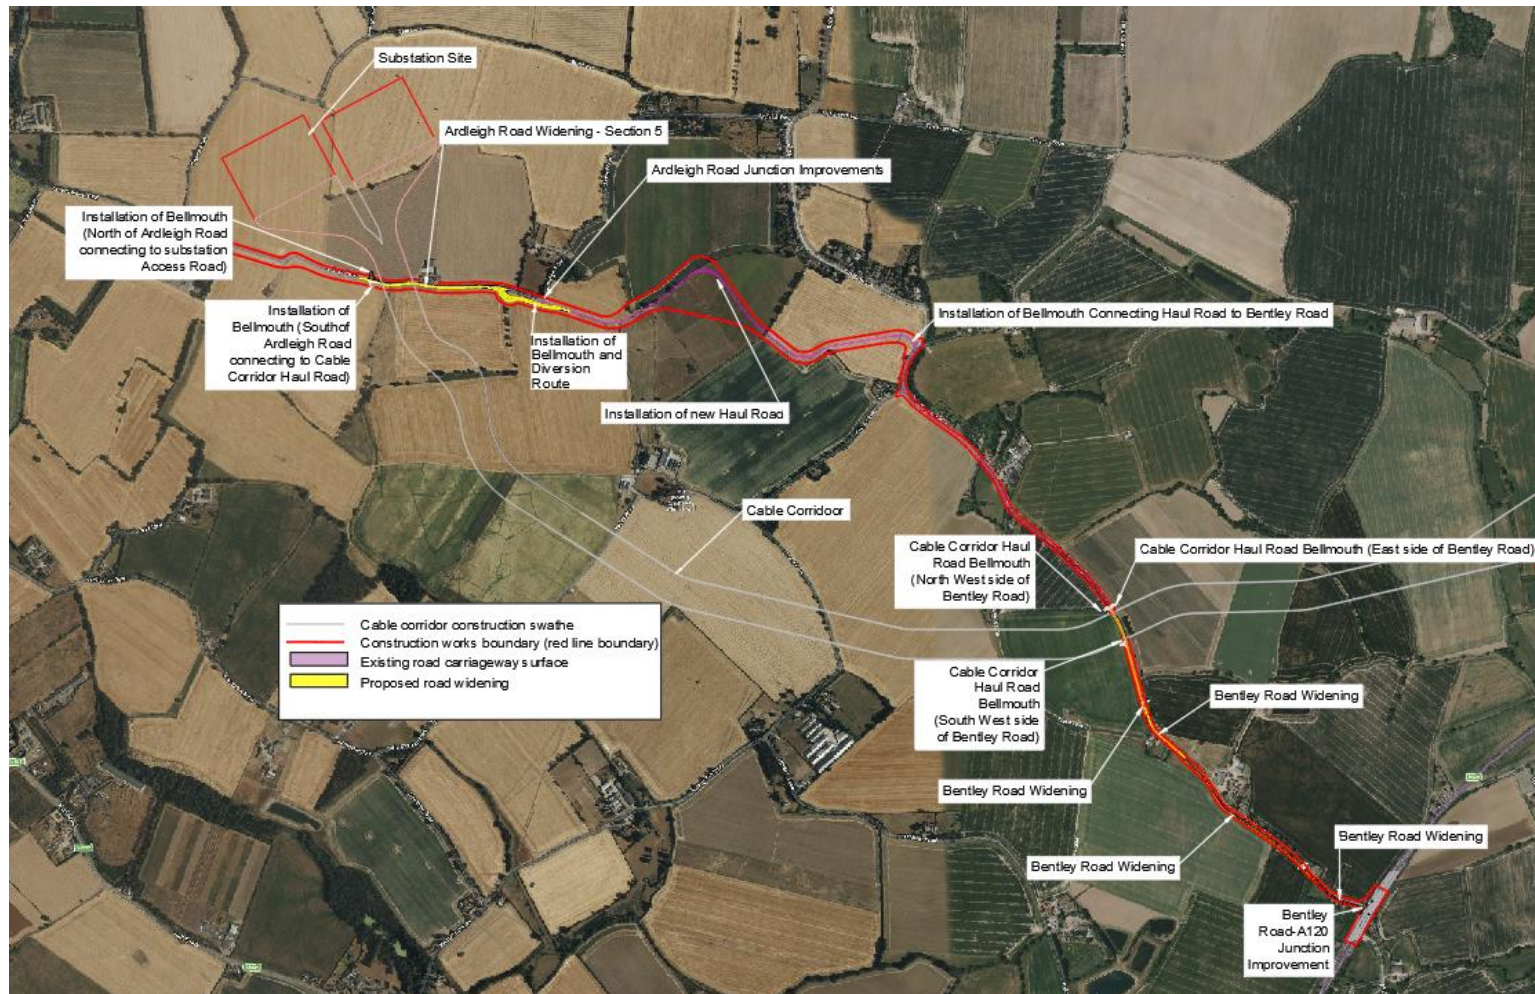 Substation Site
Ardleigh Road Widening - Section 5
Ardleigh Road Junction Improvements
Installation of Bellmouth
(North of Ardleigh Road
connecting to substation
Access Road)
Installation of
Bellmouth (Southof
Ardleigh Road
connecting to Cable
Corridor Haul Road)
Installation of
Bellmouth and
Diversion
Route
Installation of Bellmouth Connecting Haul Road to Bentley Road
Installation of new Haul Road
Cable Corridoor
Cable Corridor Haul
Road Bellmouth
(North West side of
Bentley Road)
Cable Corridor Haul Road Bellmouth (East side of Bentley Road)
Cable corridor construction swathe
Construction works boundary (red line boundary)
Existing road carriageway surface
Proposed road widening
Cable Corridor
Haul Road
Bellmouth
(South West side
of Bentley Road)
Bentley Road Widening
Bentley Road Widening
Bentley Road Widening
Bentley Road Widening
Bentley
Road-A120
Junction
Improvement